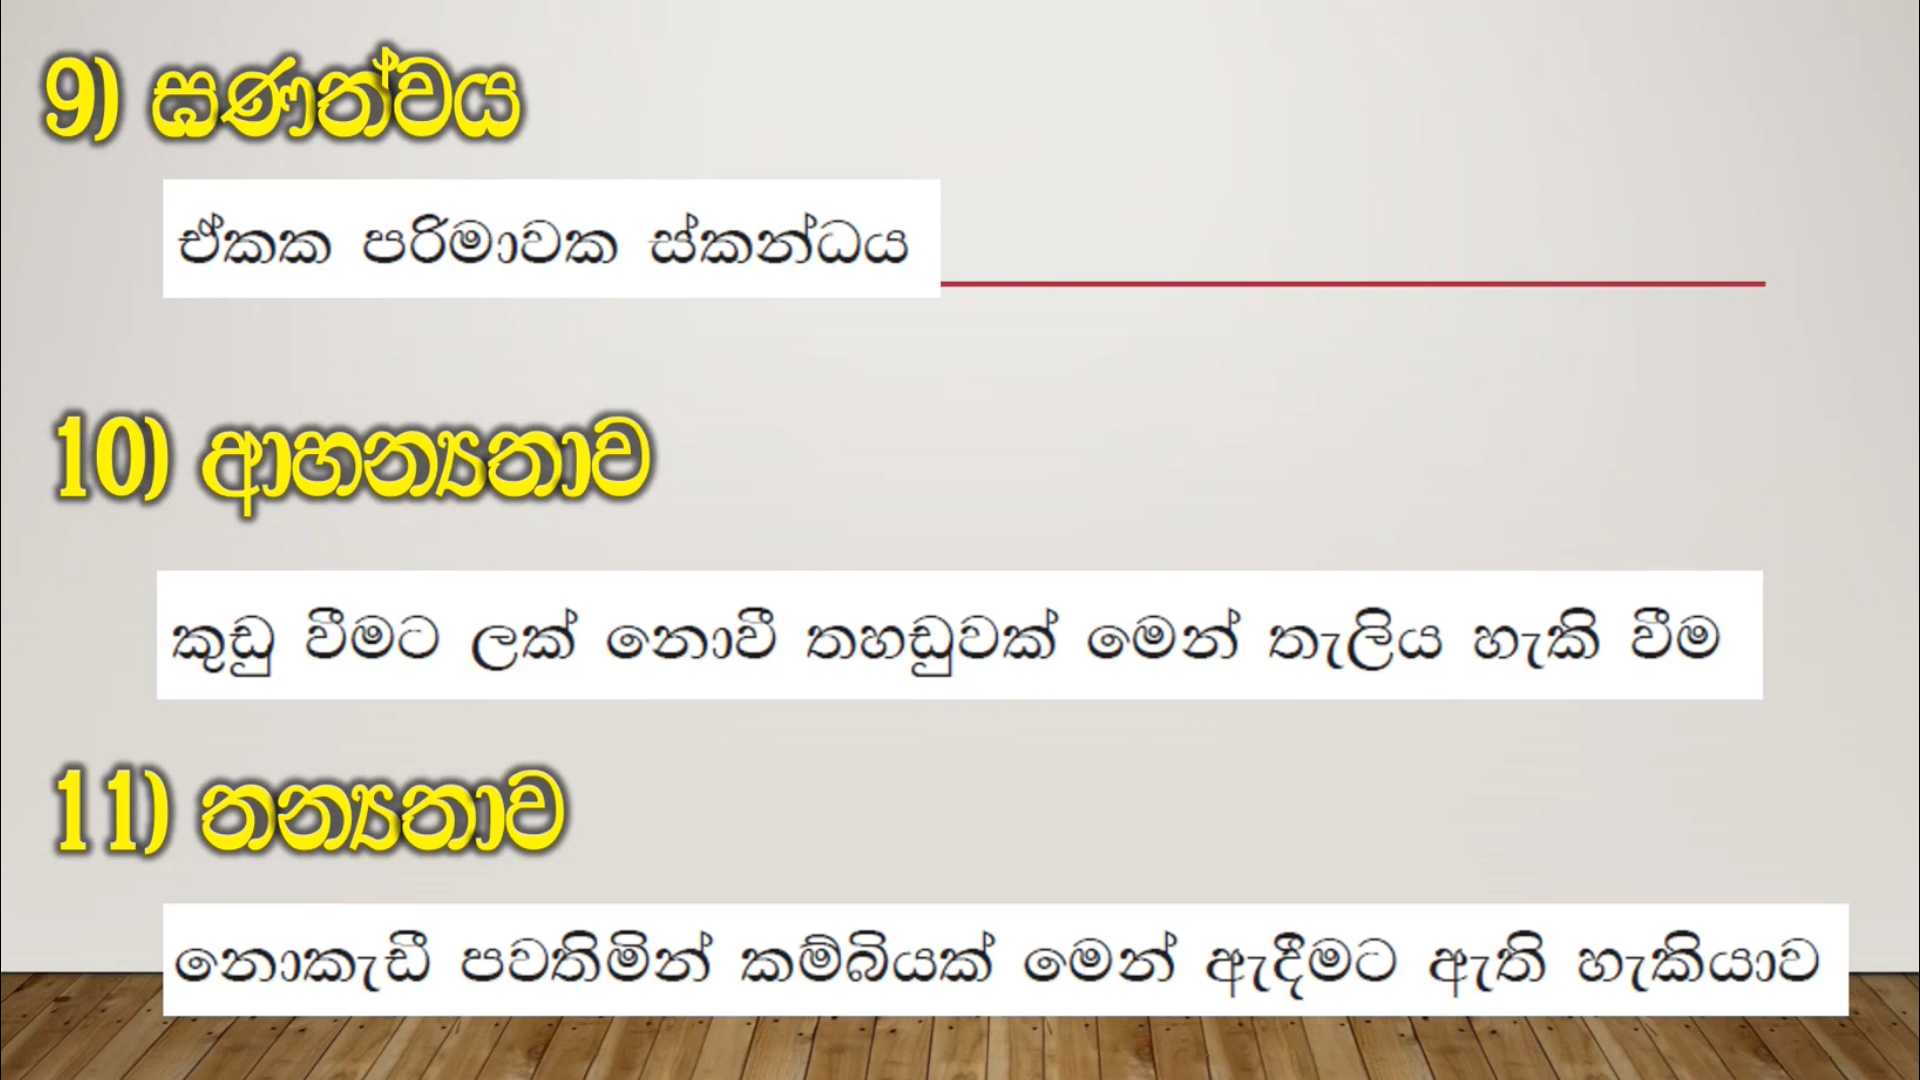 9) ඝණත්වය
ඒකක පරිමාවක ස්කන්ධය
10) ආහන්‍යතාව
කුඩු වීමට ලක් නොවී තහඩුවක් මෙන් තැලිය හැකි වීම
11) තන්‍යතාව
නොකැඩී පවතිමින් කම්බියක් මෙන් ඇදීමට ඇති හැකියාව